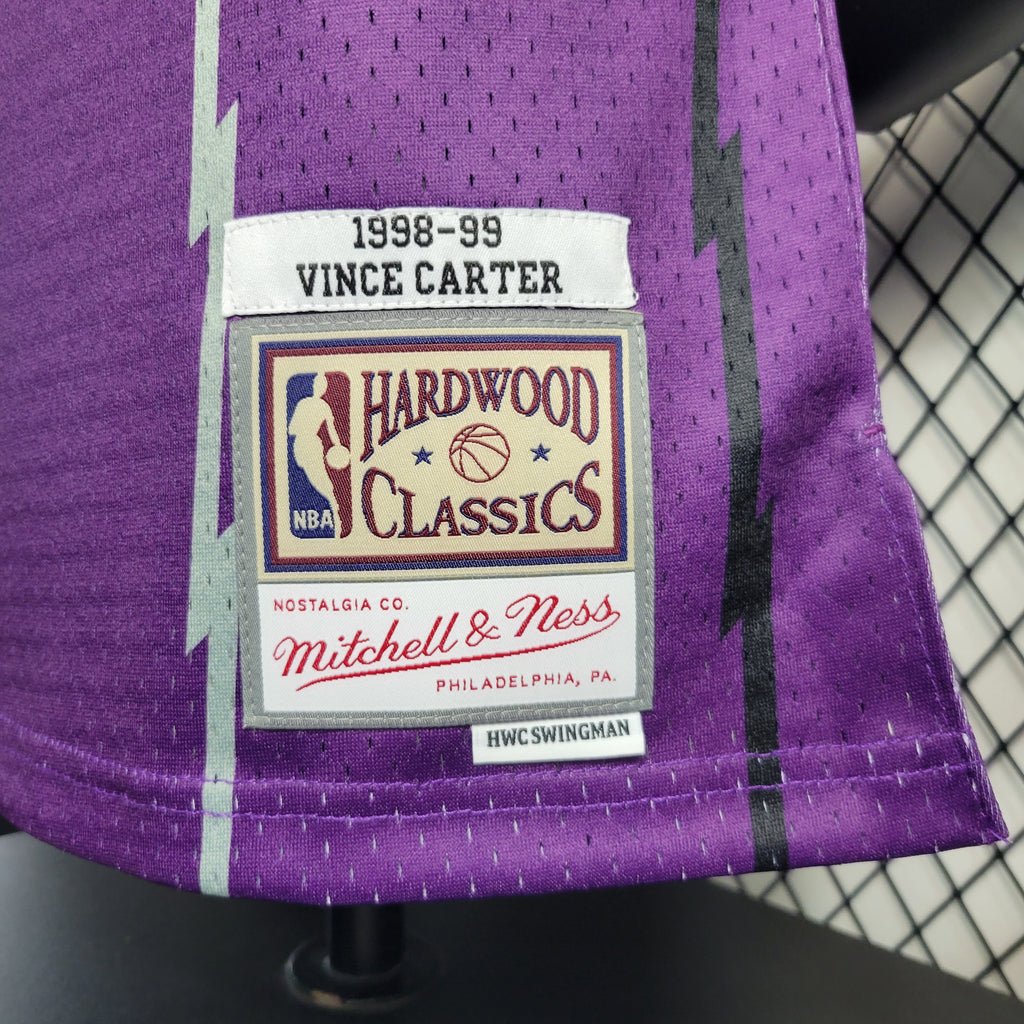 1998-99
VINCE CARTER
HARDWOOD
CLASSICS
NBA
NOSTALGIA CO.
Mitchell & Ness
PHILADELPHIA, PA.
HWC SWINGMAN